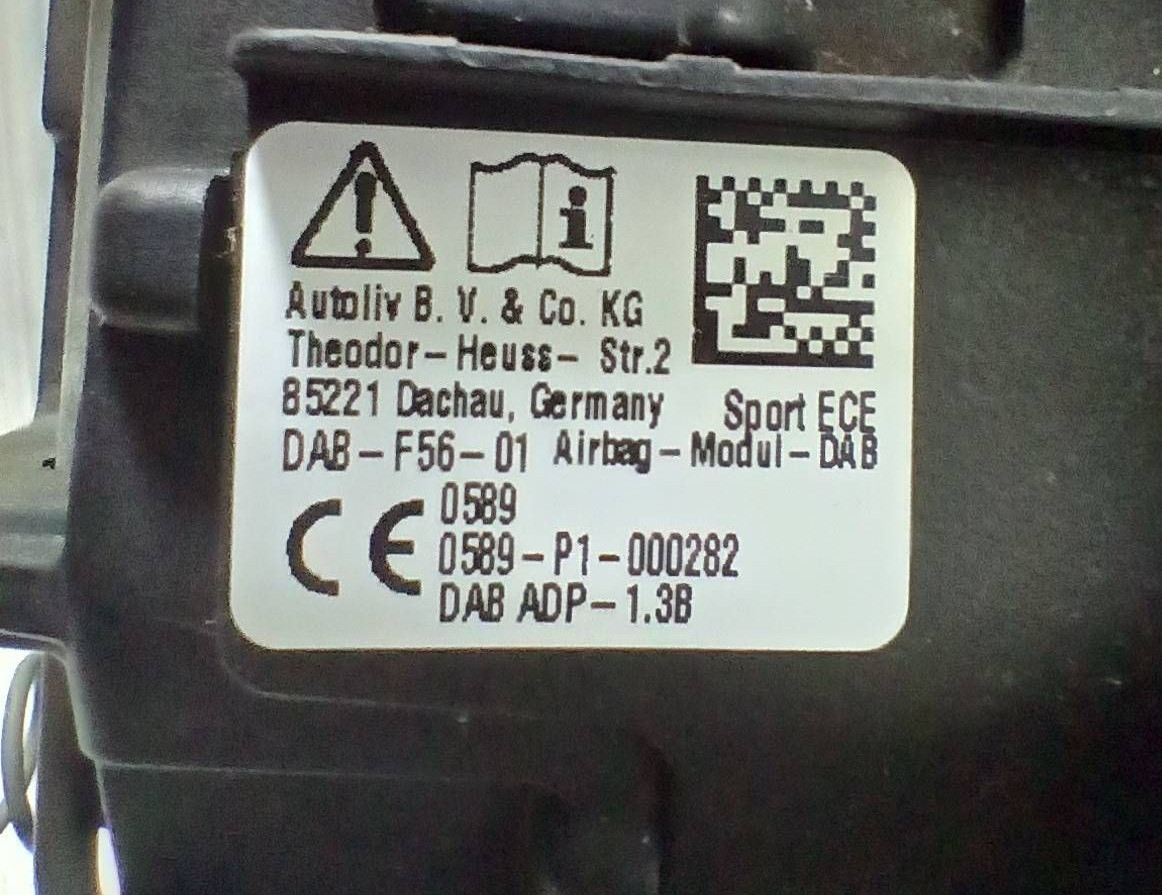 Autoliv B. V. & Co. KG
Theodor-Heuss- Str.2
85221 Dachau, Germany Sport ECE
DAB-F56-01 Airbag-Modul-DAB
CE 0589
0589-P1-000282
DAB ADP-1.3B